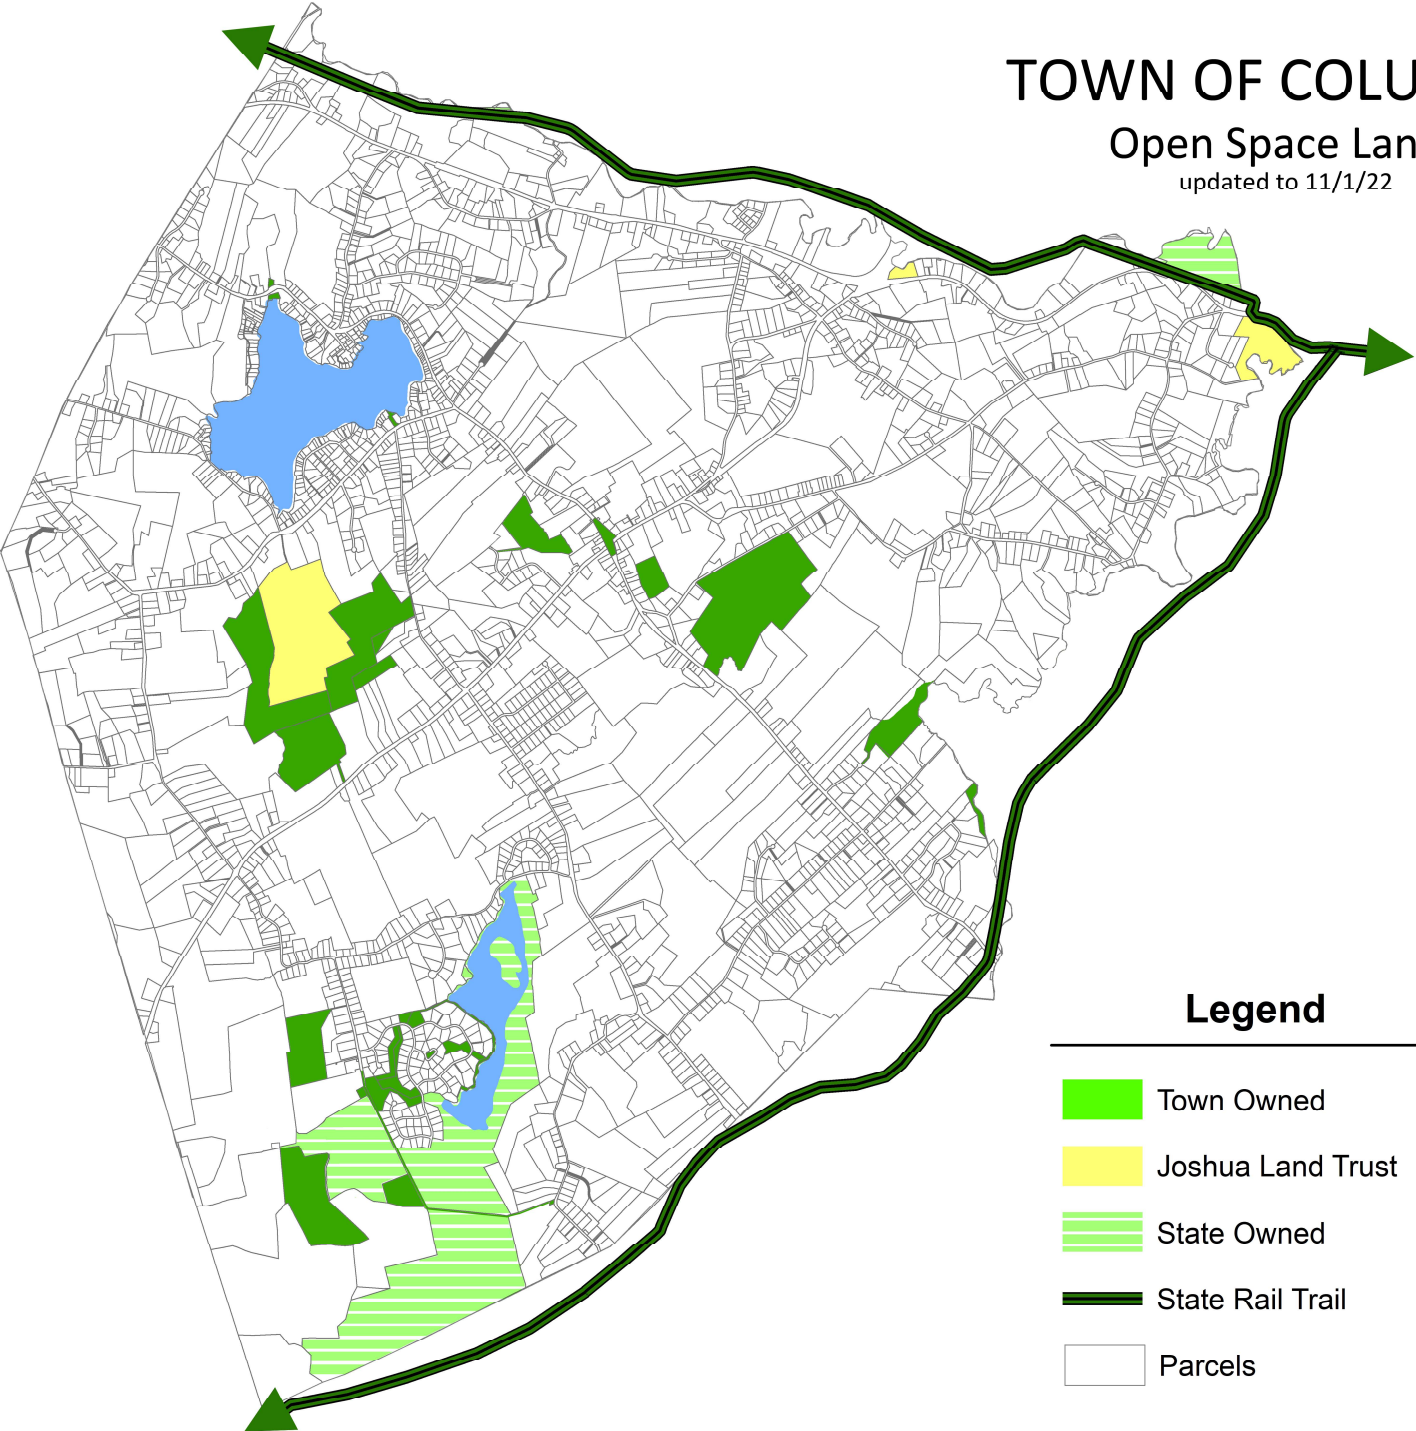 TOWN OF COLU
Open Space Lan
updated to 11/1/22
Legend
Town Owned
Joshua Land Trust
State Owned
State Rail Trail
Parcels